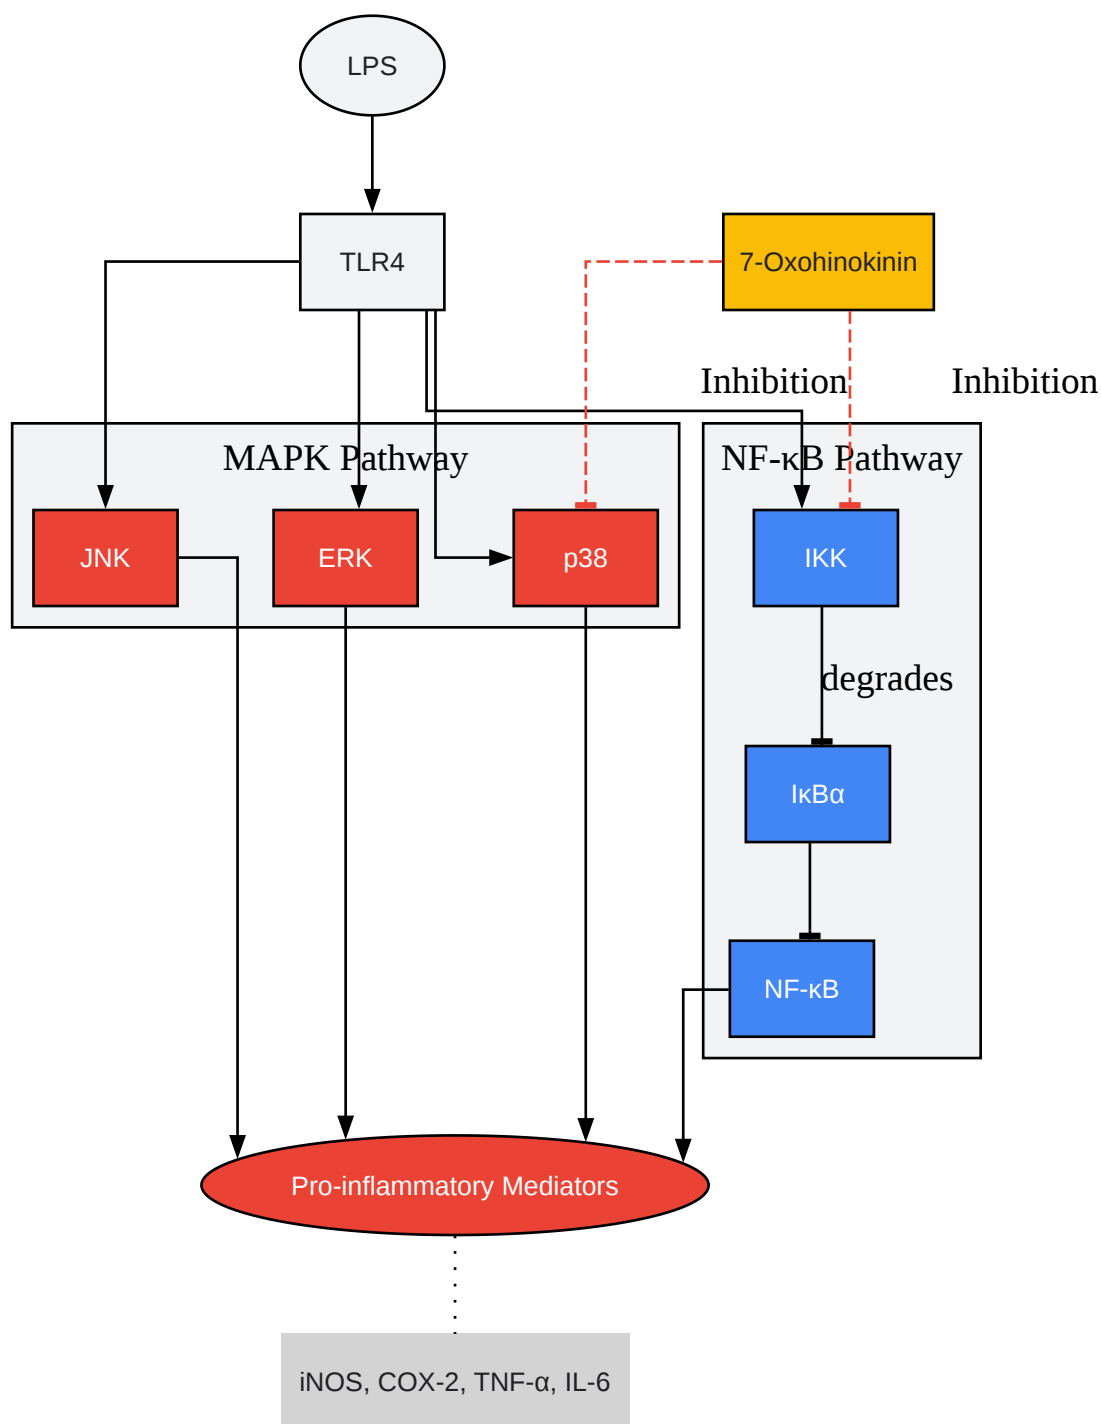 LPS
TLR4
7-Oxohinokinin
Inhibition
Inhibition
MAPK Pathway
NF-κB Pathway
JNK
ERK
p38
IKK
degrades
IκBα
NF-κB
Pro-inflammatory Mediators
iNOS, COX-2, TNF-α, IL-6